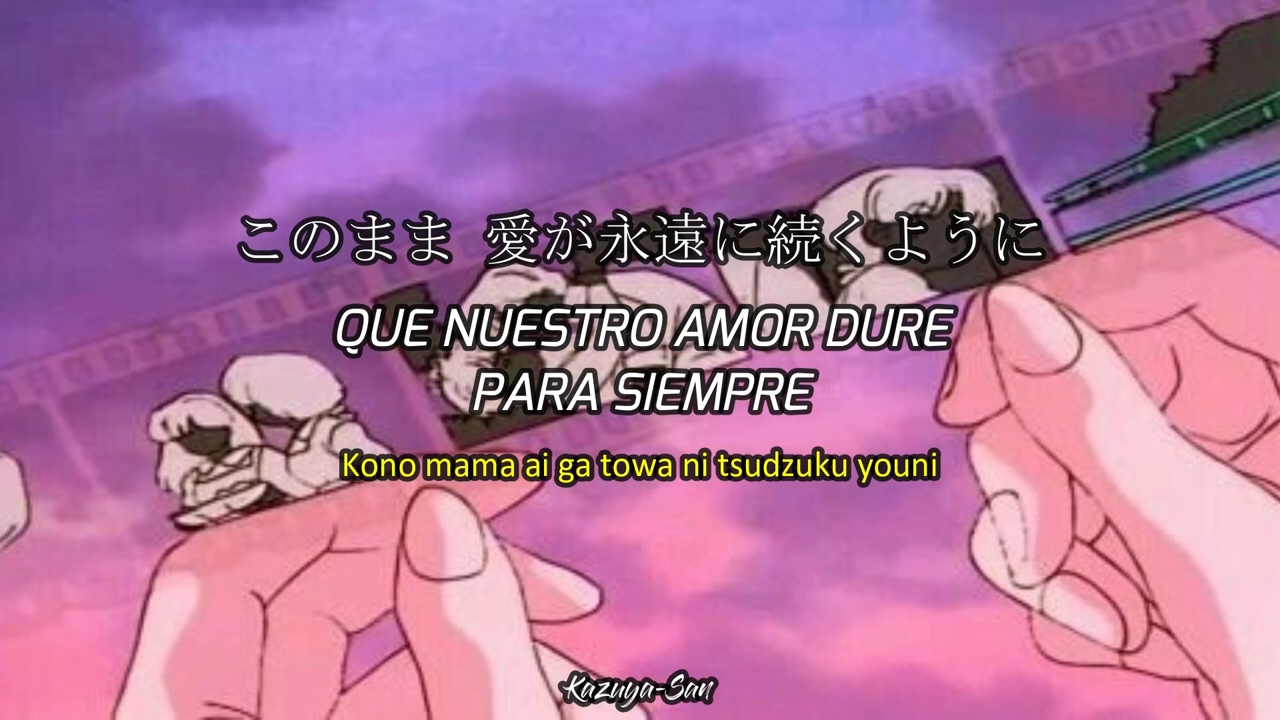 このまま 愛が永遠に続くように
QUE NUESTRO AMOR DURE
PARA SIEMPRE
Kono mama ai ga towa ni tsudzuku youni
Kazuya-San